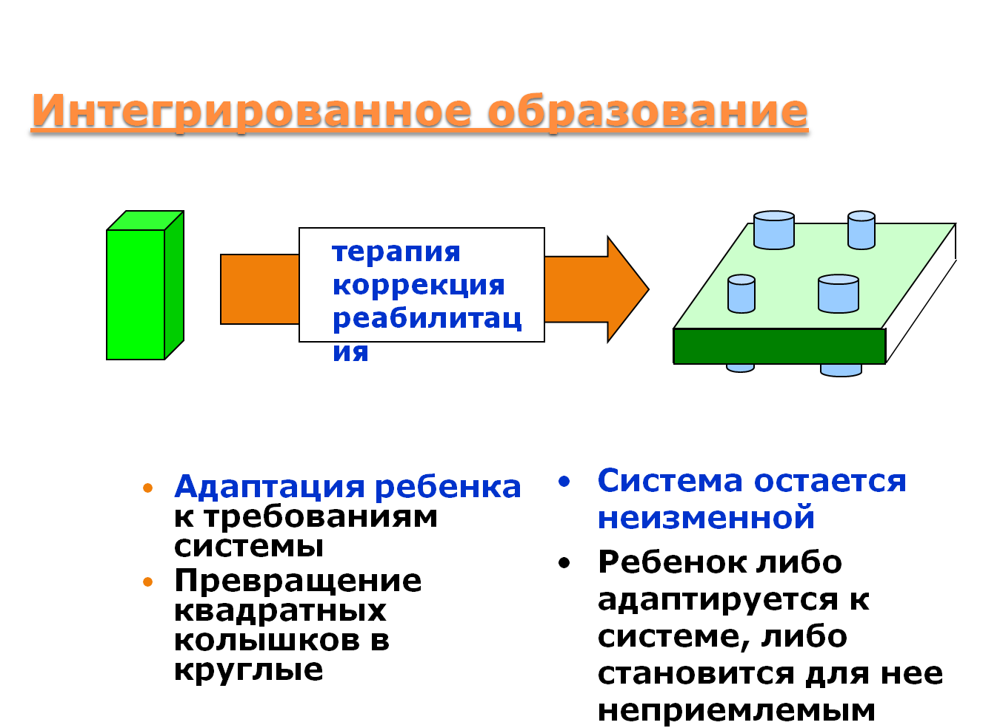 Интегрированное образование
терапия
коррекция
реабилитац
ия
• Адаптация ребенка
к требованиям
системы
• Превращение
квадратных
колышков в
круглые
• Система остается
неизменной
• Ребенок либо
адаптируется к
системе, либо
становится для нее
неприемлемым